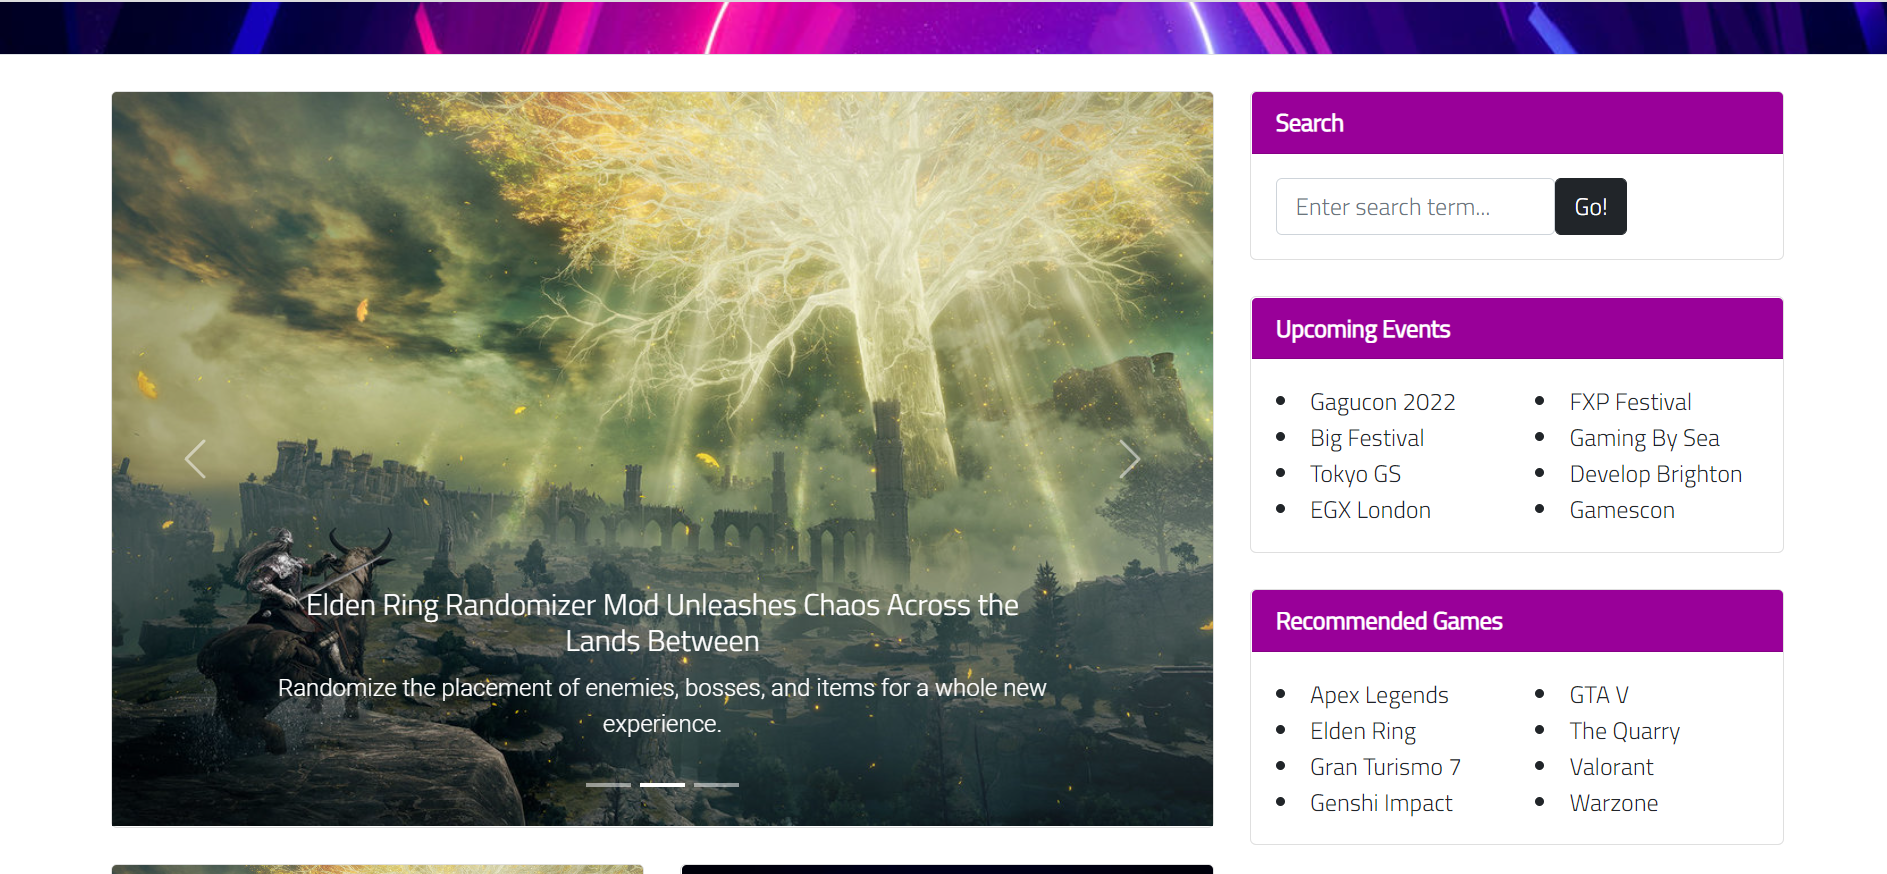 Elden Ring Randomizer Mod Unleashes Chaos Across the
Lands Between
Randomize the placement of enemies, bosses, and items for a whole new
experience.
Search
Enter search term...
Go!
Upcoming Events
Gagucon 2022
Big Festival
Tokyo GS
EGX London
FXP Festival
Gaming By Sea
Develop Brighton
Gamescon
Recommended Games
Apex Legends
Elden Ring
Gran Turismo 7
Genshi Impact
GTA V
The Quarry
Valorant
Warzone